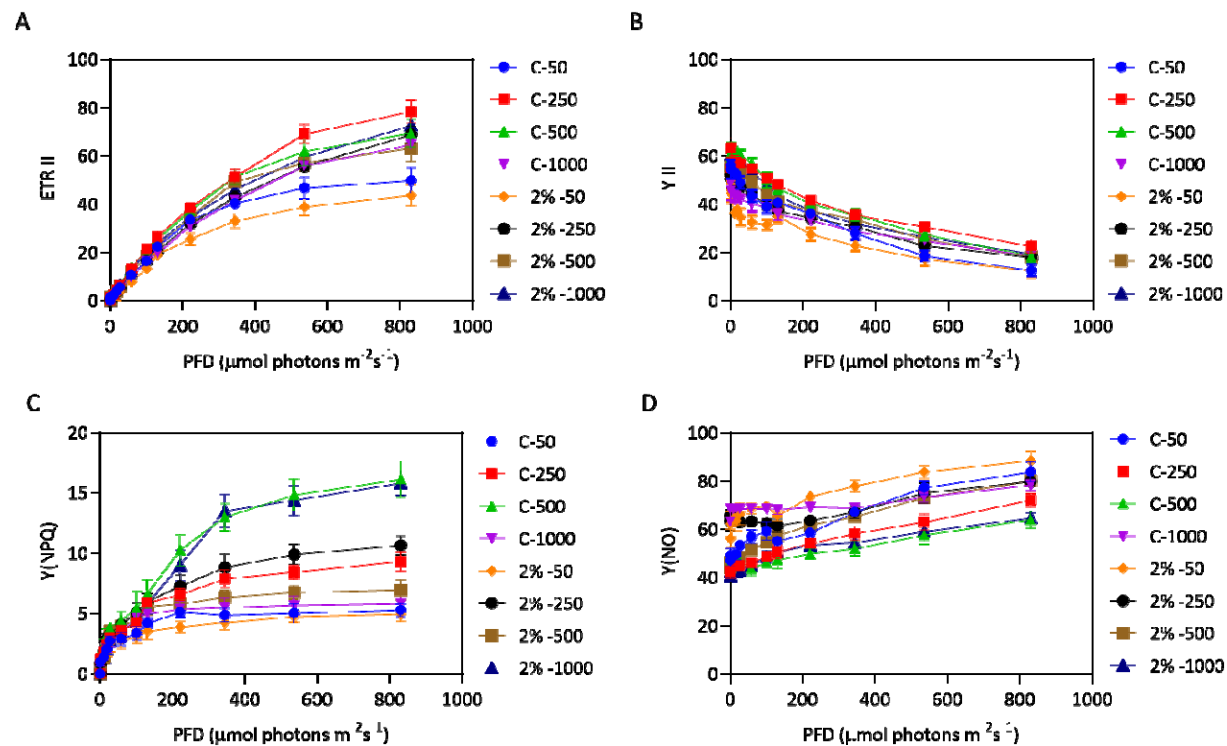 A
ETR II
100
80
60
40
20
0
0 200 400 600 800 1000
PFD (µmol photons m⁻²s⁻¹)
C-50
C-250
C-500
C-1000
2% -50
2% -250
2% -500
2% -1000
B
Y II
100
80
60
40
20
0
0 200 400 600 800 1000
PFD (µmol photons m⁻²s⁻¹)
C-50
C-250
C-500
C-1000
2% -50
2% -250
2% -500
2% -1000
C
Y(NPQ)
20
15
10
5
0
0 200 400 600 800 1000
PFD (µmol photons m⁻²s⁻¹)
C-50
C-250
C-500
C-1000
2% -50
2% -250
2% -500
2% -1000
D
Y(NO)
100
80
60
40
20
0
0 200 400 600 800 1000
PFD (µmol photons m⁻²s⁻¹)
C-50
C-250
C-500
C-1000
2% -50
2% -250
2% -500
2% -1000